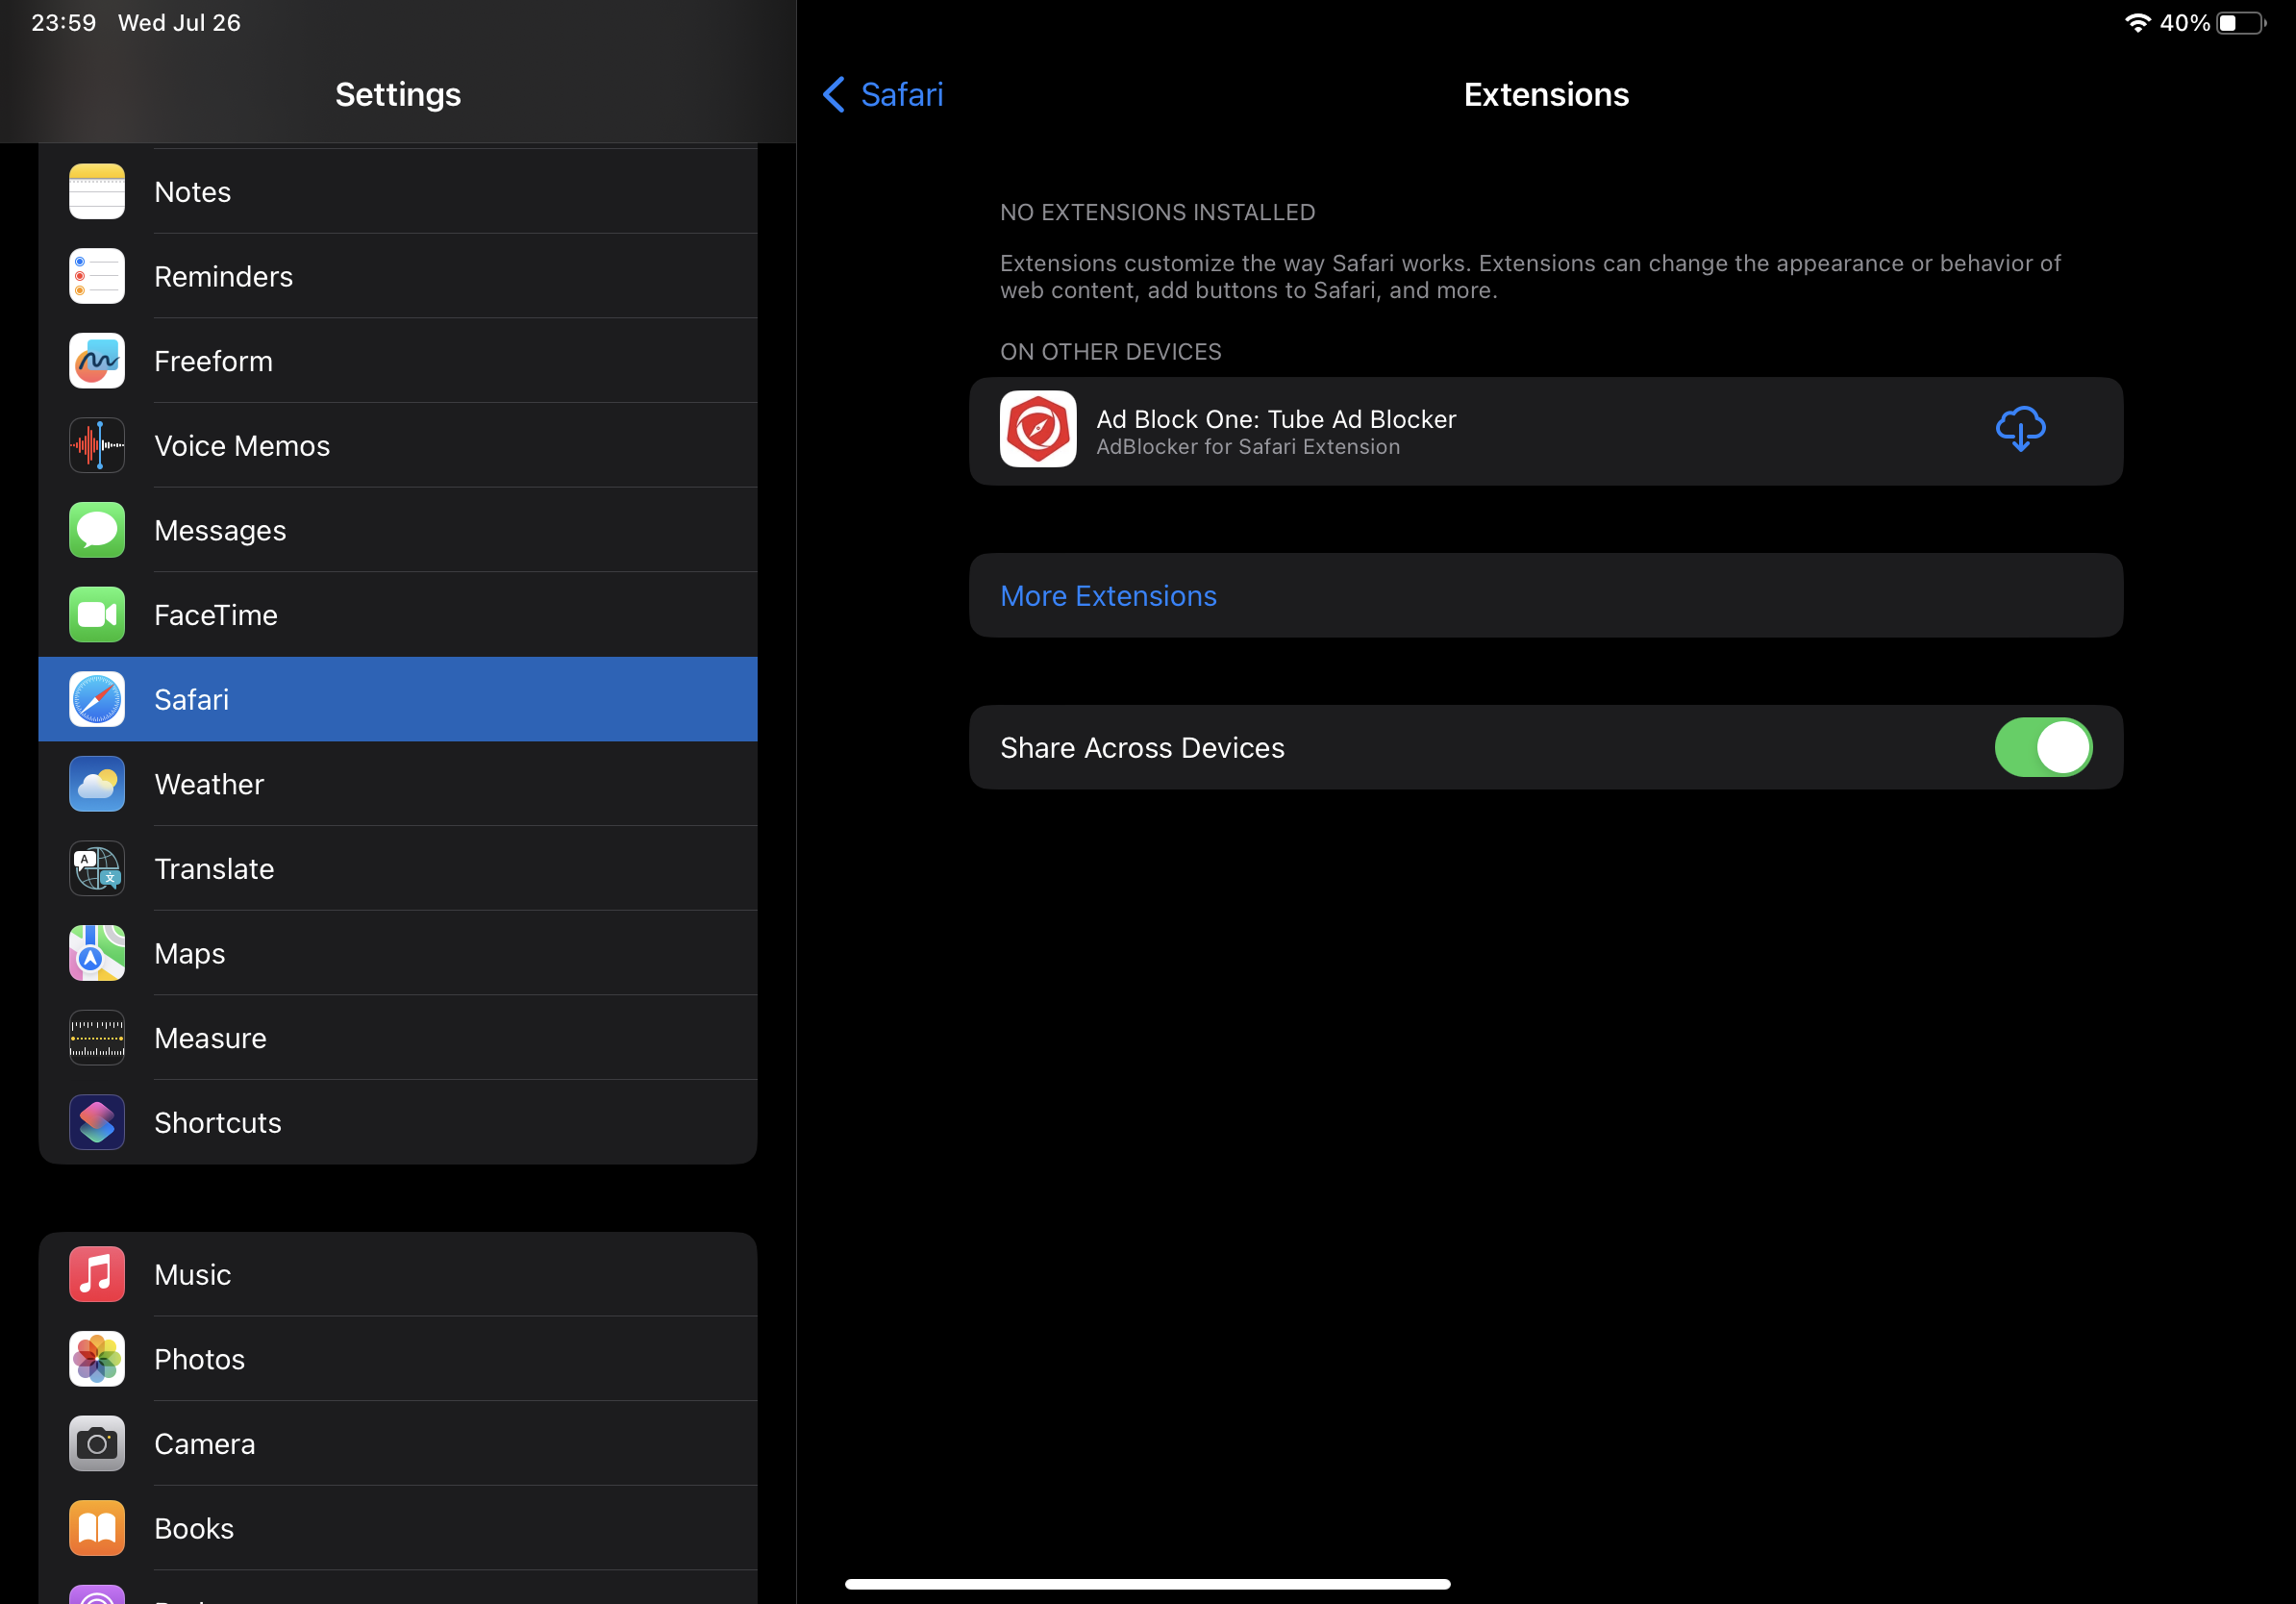 23:59 Wed Jul 26
40%
Settings
Notes
Reminders
Freeform
Voice Memos
Messages
FaceTime
Safari
Weather
Translate
Maps
Measure
Shortcuts
Music
Photos
Camera
Books
Safari
Extensions
NO EXTENSIONS INSTALLED
Extensions customize the way Safari works. Extensions can change the appearance or behavior of
web content, add buttons to Safari, and more.
ON OTHER DEVICES
Ad Block One: Tube Ad Blocker
AdBlocker for Safari Extension
More Extensions
Share Across Devices